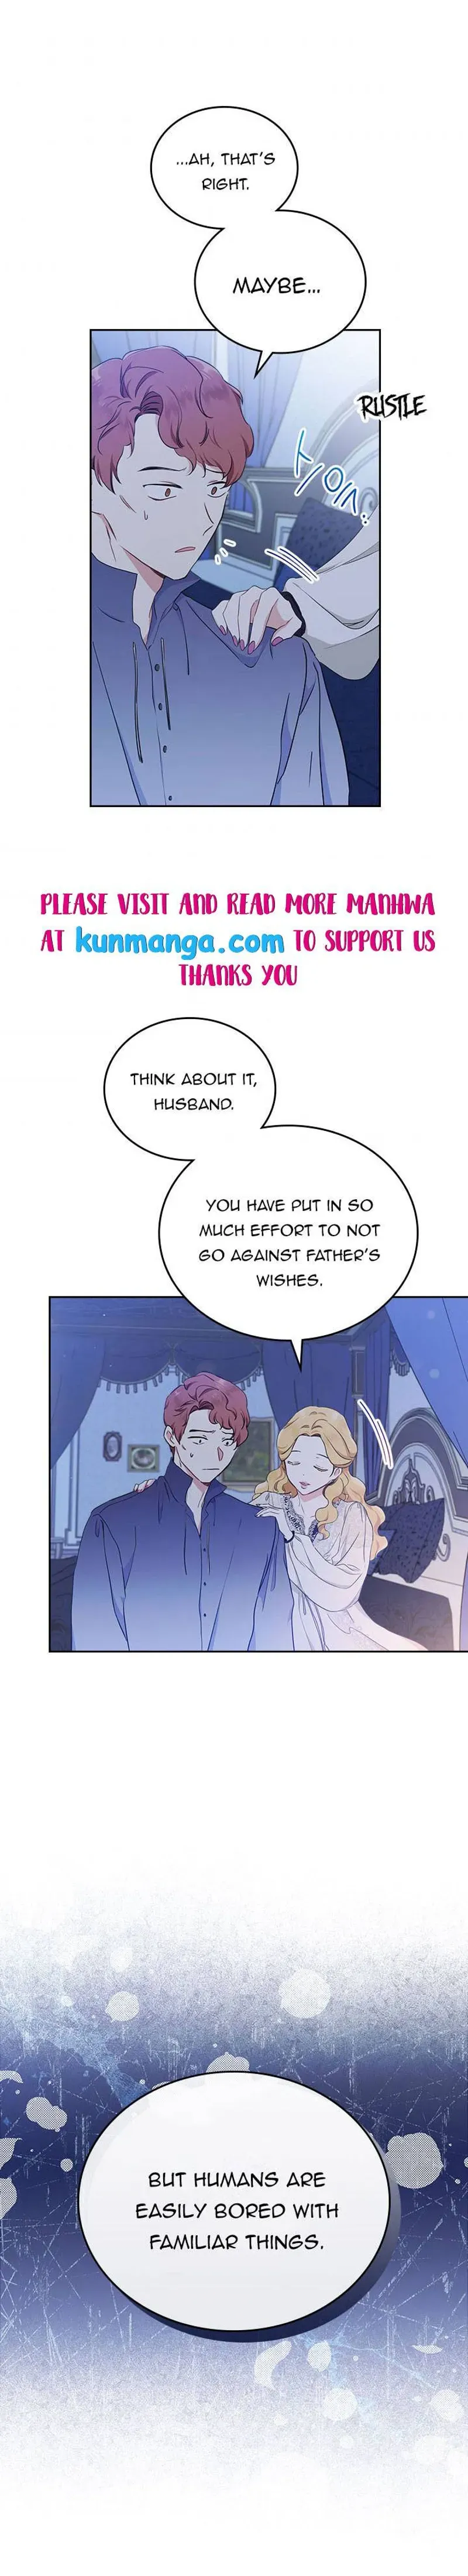 ...AH, THAT'S
RIGHT.
MAYBE...
RUSTLE
PLEASE VISIT AND READ MORE MANHWA
AT kunmanga.com TO SUPPORT US
THANKS YOU
THINK ABOUT IT,
HUSBAND.
YOU HAVE PUT IN SO
MUCH EFFORT TO NOT
GO AGAINST FATHER'S
WISHES.
BUT HUMANS ARE
EASILY BORED WITH
FAMILIAR THINGS.